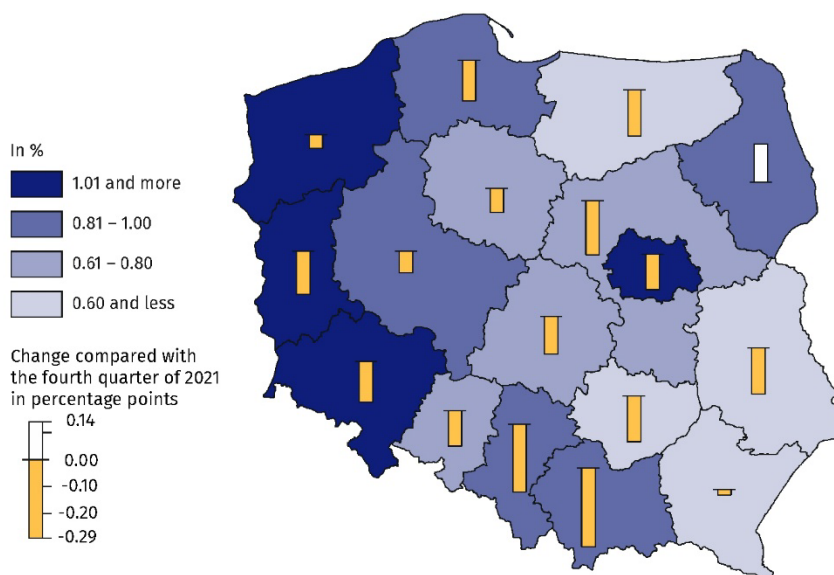 In %
1.01 and more
0.81 – 1.00
0.61 – 0.80
0.60 and less
Change compared with
the fourth quarter of 2021
in percentage points
0.14
0.00
-0.10
-0.20
-0.29